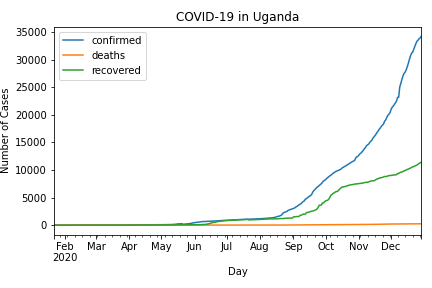 COVID-19 in Uganda
confirmed
deaths
recovered
Number of Cases
35000
30000
25000
20000
15000
10000
5000
0
Feb Mar Apr May Jun Jul Aug Sep Oct Nov Dec
2020
Day